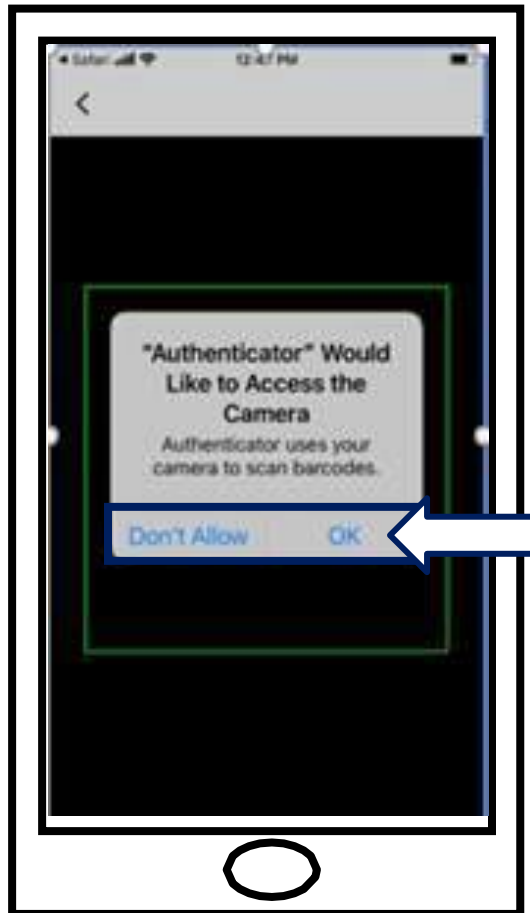 Safari 12:47 PM
"Authenticator" Would
Like to Access the
Camera
Authenticator uses your
camera to scan barcodes.
Don't Allow OK